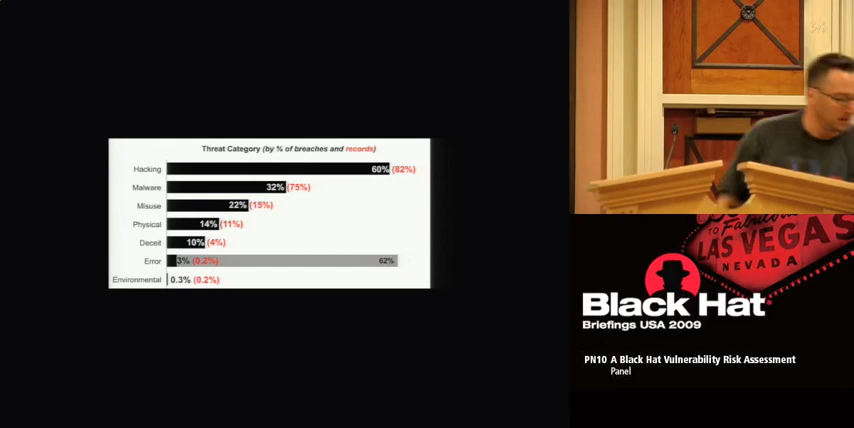 Threat Category (by % of breaches and records)
Hacking 60% (82%)
Malware 32% (75%)
Misuse 22% (15%)
Physical 14% (11%)
Deceit 10% (4%)
Error 3% (0.2%) 62%
Environmental 0.3% (0.2%)
TO Fabulous
LAS VEGAS
NEVADA
Black Hat
Briefings USA 2009
PN10 A Black Hat Vulnerability Risk Assessment
Panel